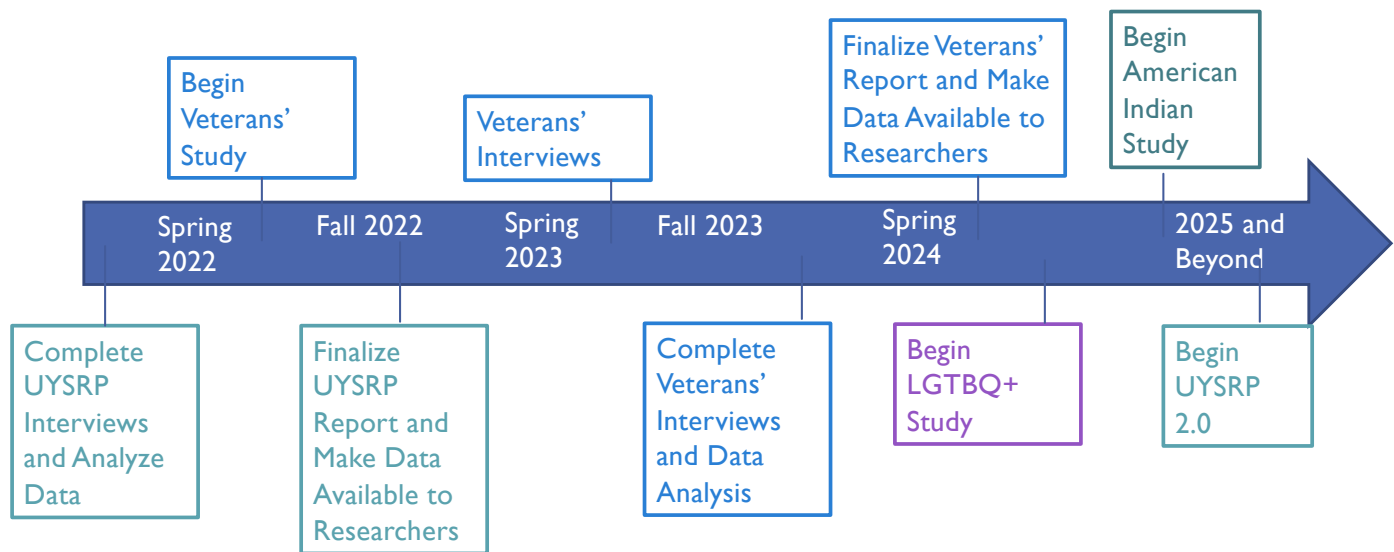 Begin
Veterans’
Study
Veterans’
Interviews
Finalize Veterans’
Report and Make
Data Available to
Researchers
Begin
American
Indian
Study
Spring
2022
Fall 2022
Spring
2023
Fall 2023
Spring
2024
2025 and
Beyond
Complete
UYSRP
Interviews
and Analyze
Data
Finalize
UYSRP
Report and
Make Data
Available to
Researchers
Complete
Veterans’
Interviews
and Data
Analysis
Begin
LGTBQ+
Study
Begin
UYSRP
2.0